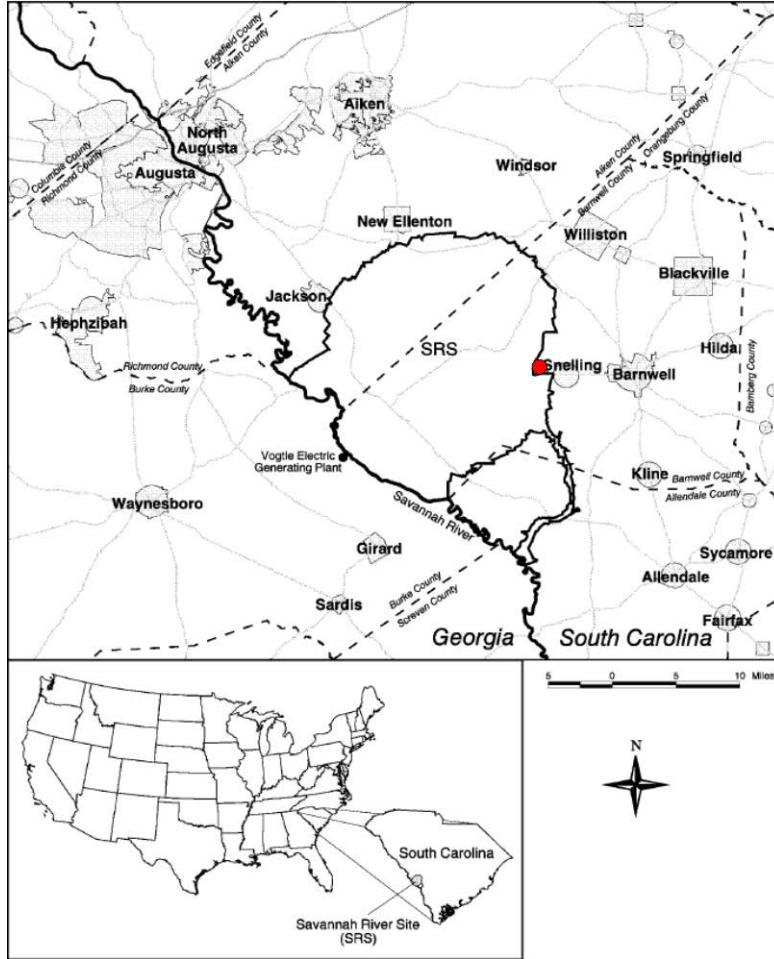 Edgefield County
Aiken County
Aiken
North
Augusta
Columbia County
Richmond County
Augusta
Windsor
Aiken County
Barnwell County
Orangeburg County
Springfield
New Ellenton
Williston
Blackville
Jackson
Hephzibah
SRS
Snelling
Hilda
Barnwell
Bamberg County
Richmond County
Burke County
Vogtle Electric
Generating Plant
Kline
Barnwell County
Allendale County
Waynesboro
Savannah River
Girard
Sycamore
Allendale
Burke County
Screven County
Sardis
Fairfax
Georgia
South Carolina
5 0 5 10 Miles
N
South Carolina
Savannah River Site
(SRS)